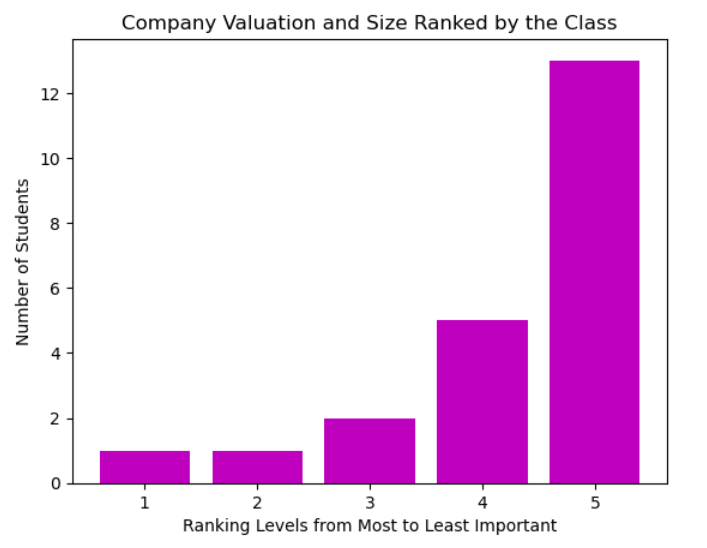 Company Valuation and Size Ranked by the Class
12
10
8
6
4
2
0
Number of Students
1 2 3 4 5
Ranking Levels from Most to Least Important